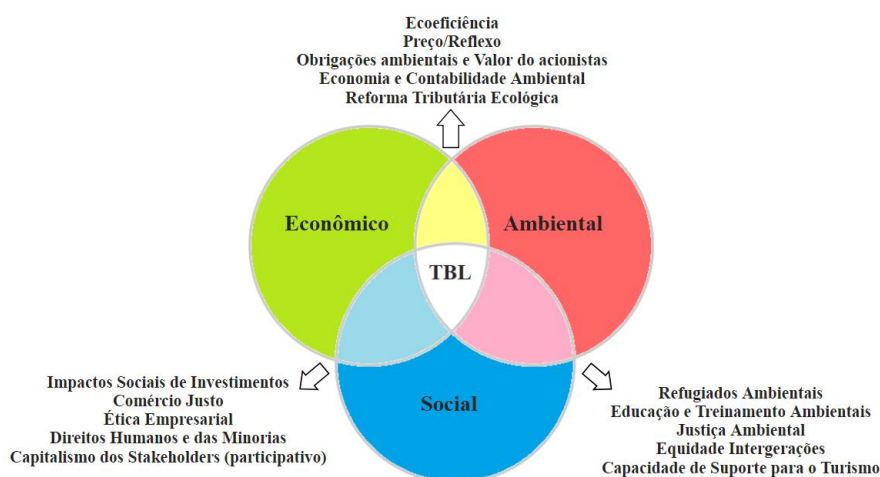 Ecoeficiência
Preço/Reflexo
Obrigações ambientais e Valor do acionistas
Economia e Contabilidade Ambiental
Reforma Tributária Ecológica
Econômico
Ambiental
TBL
Social
Impactos Sociais de Investimentos
Comércio Justo
Ética Empresarial
Direitos Humanos e das Minorias
Capitalismo dos Stakeholders (participativo)
Refugiados Ambientais
Educação e Treinamento Ambientais
Justiça Ambiental
Equidade Intergerações
Capacidade de Suporte para o Turismo